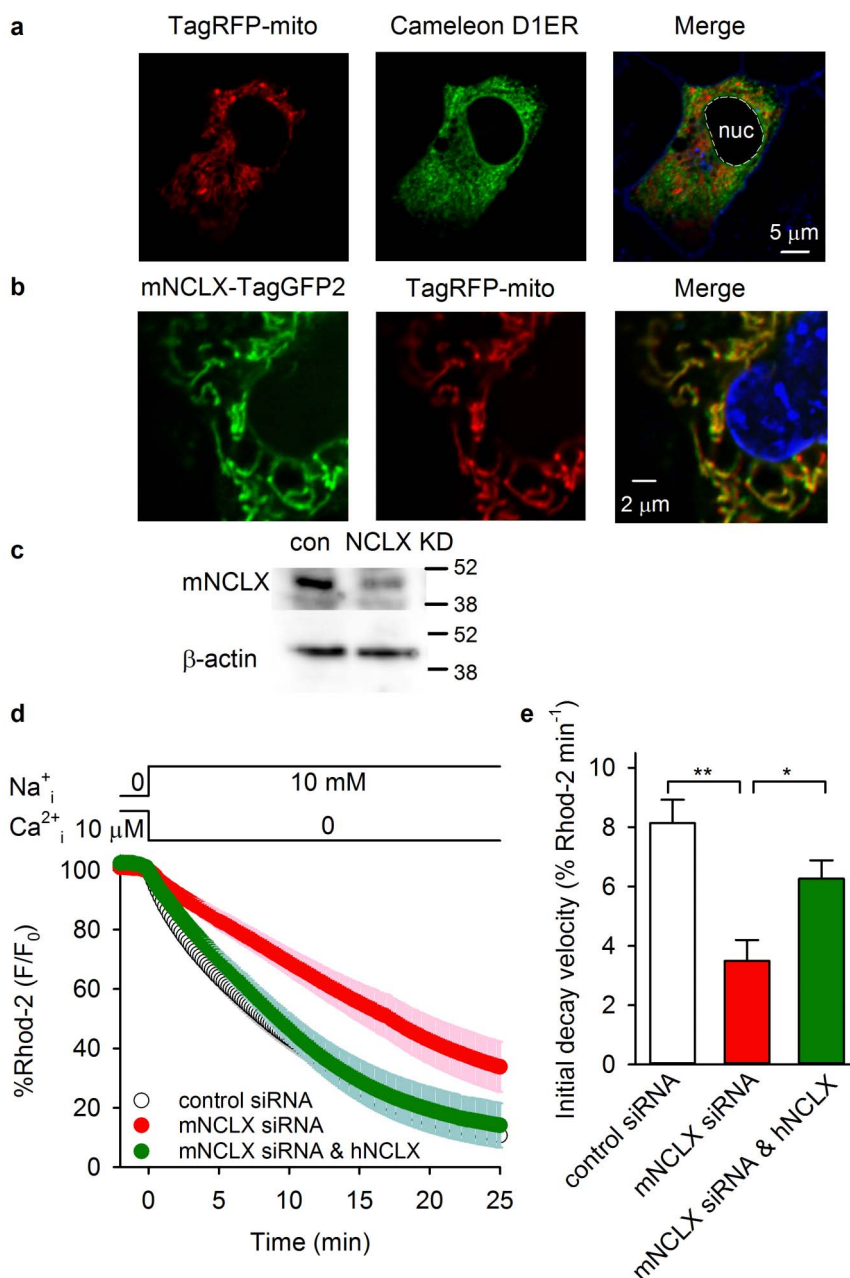 a
TagRFP-mito Cameleon D1ER Merge
nuc
5 μm
b
mNCLX-TagGFP2 TagRFP-mito Merge
2 μm
c
con NCLX KD
mNCLX
52
38
β-actin
52
38
d
Na⁺ᵢ 0 10 mM
Ca²⁺ᵢ 10 μM 0
%Rhod-2 (F/F₀)
100
80
60
40
20
0
control siRNA
mNCLX siRNA
mNCLX siRNA & hNCLX
0 5 10 15 20 25
Time (min)
e
Initial decay velocity (% Rhod-2 min⁻¹)
10
8
6
4
2
0
** *
control siRNA
mNCLX siRNA
mNCLX siRNA & hNCLX